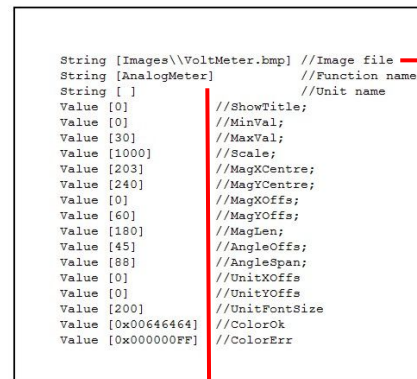 String [Images\\VoltMeter.bmp] //Image file
String [AnalogMeter] //Function name
String [ ] //Unit name
Value [0] //ShowTitle;
Value [0] //MinVal;
Value [30] //MaxVal;
Value [1000] //Scale;
Value [203] //MagXCentre;
Value [240] //MagYCentre;
Value [0] //MagXOffs;
Value [60] //MagYOffs;
Value [180] //MagLen;
Value [45] //AngleOffs;
Value [88] //AngleSpan;
Value [0] //UnitXOffs
Value [0] //UnitYOffs
Value [200] //UnitFontSize
Value [0x00646464] //ColorOk
Value [0x000000FF] //ColorErr